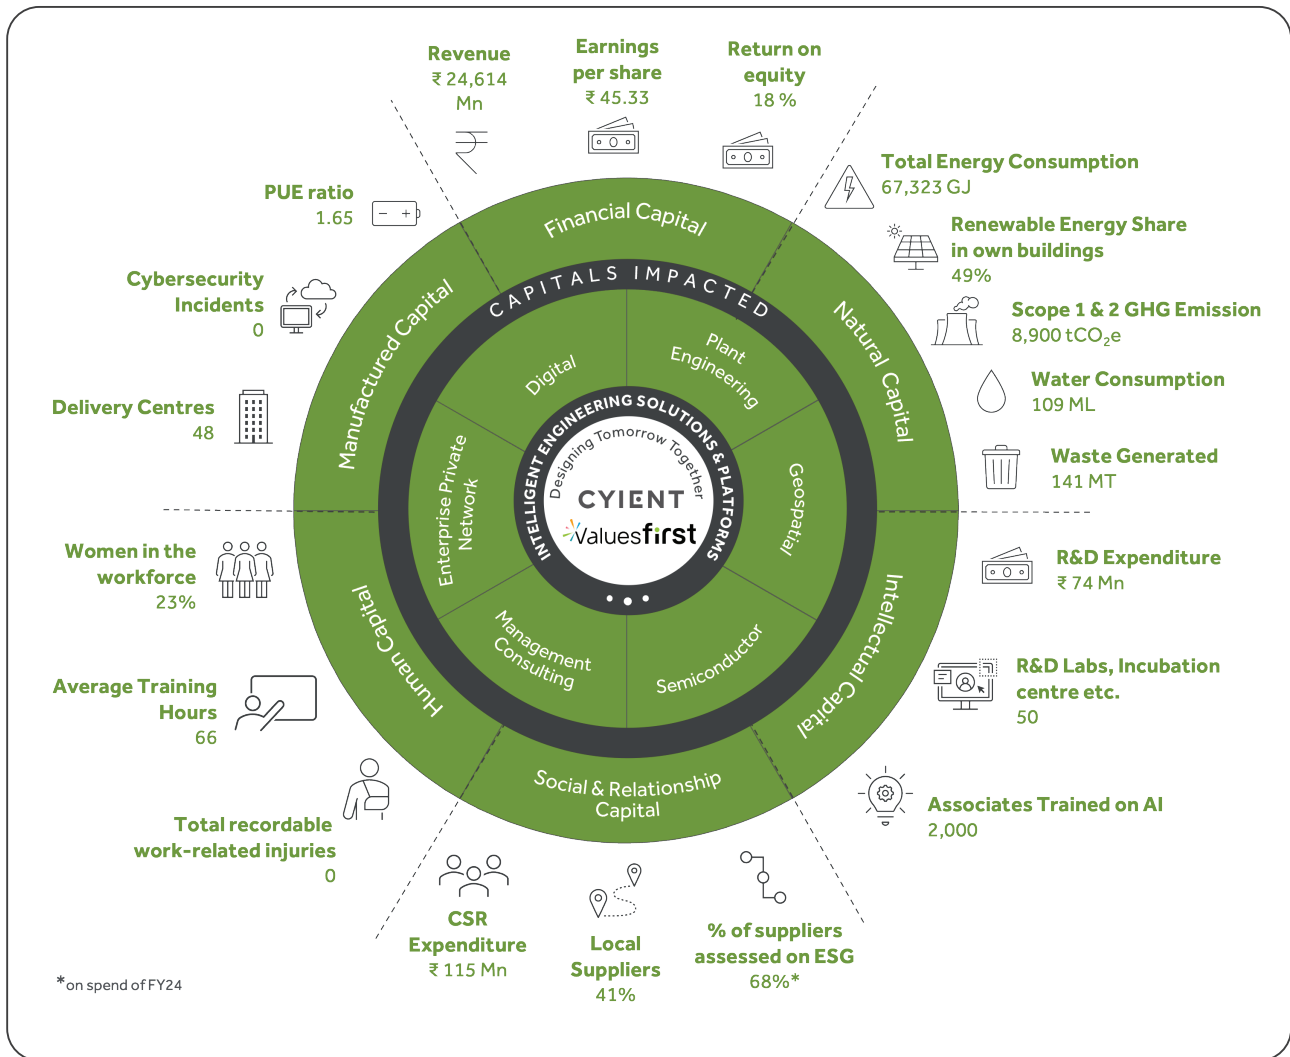 Revenue
₹ 24,614
Mn
Earnings
per share
₹ 45.33
Return on
equity
18 %
Total Energy Consumption
67,323 GJ
Renewable Energy Share
in own buildings
49%
Scope 1 & 2 GHG Emission
8,900 tCO₂e
Water Consumption
109 ML
Waste Generated
141 MT
R&D Expenditure
₹ 74 Mn
R&D Labs, Incubation
centre etc.
50
Associates Trained on AI
2,000
% of suppliers
assessed on ESG
68%*
Local
Suppliers
41%
CSR
Expenditure
₹ 115 Mn
Total recordable
work-related injuries
0
Average Training
Hours
66
Women in the
workforce
23%
Delivery Centres
48
Cybersecurity
Incidents
0
PUE ratio
1.65
Financial Capital
Natural Capital
Intellectual Capital
Social & Relationship
Capital
Human Capital
Manufactured Capital
CAPITALS IMPACTED
Digital
Plant
Engineering
Geospatial
Semiconductor
Management
Consulting
Enterprise Private
Network
INTELLIGENT ENGINEERING SOLUTIONS & PLATFORMS
Designing Tomorrow Together
CYIENT
Valuesfirst
*on spend of FY24